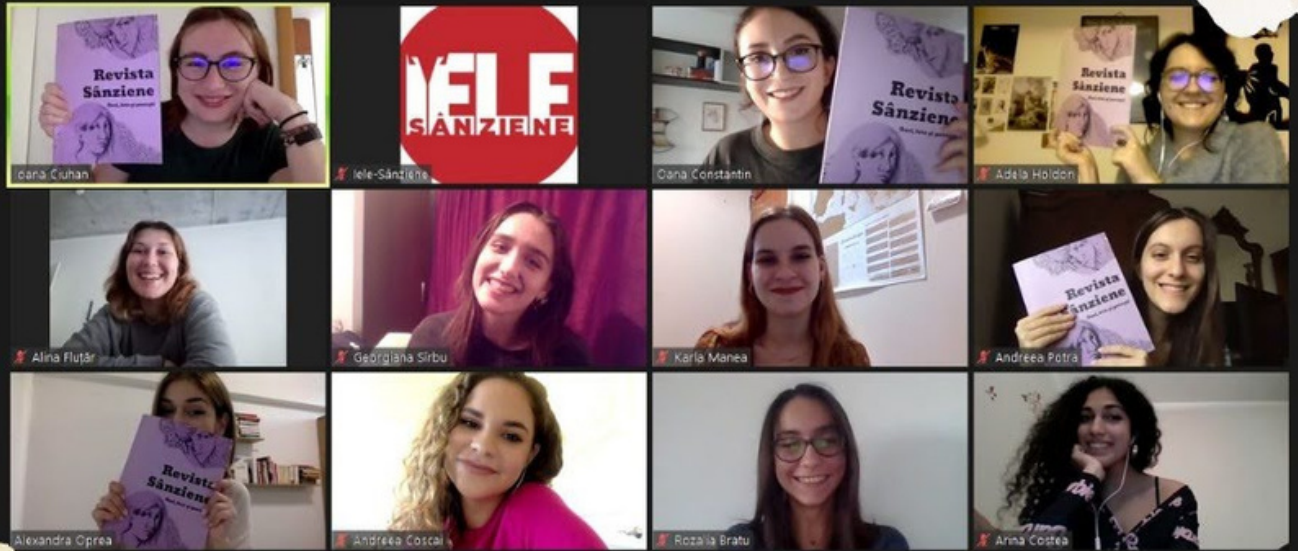 Revista
Sânziene
Ioana Ciuhan
IELE
SÂNZIENE
Iele-Sânziene
Revista
Sânziene
Oana Constantin
Revista
Sânziene
Adela Holdon
Alina Fluțăr
Georgiana Sîrbu
Karla Manea
Revista
Sânziene
Andreea Potra
Revista
Sânziene
Alexandra Oprea
Andreea Coscai
Rozalia Bratu
Arina Costea